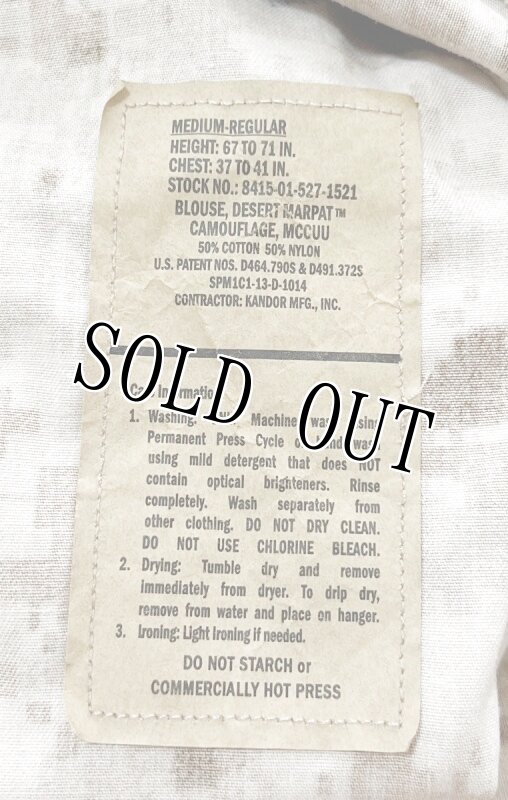 MEDIUM-REGULAR
HEIGHT: 67 TO 71 IN.
CHEST: 37 TO 41 IN.
STOCK NO.: 8415-01-527-1521
BLOUSE, DESERT MARPAT™
CAMOUFLAGE, MCCUU
50% COTTON 50% NYLON
U.S. PATENT NOS. D464.790S & D491.372S
SPM1C1-13-D-1014
CONTRACTOR: KANDOR MFG., INC.
SOLD OUT
Care Information
1. Washing: Machine wash using
Permanent Press Cycle or hand wash
using mild detergent that does NOT
contain optical brighteners. Rinse
completely. Wash separately from
other clothing. DO NOT DRY CLEAN.
DO NOT USE CHLORINE BLEACH.
2. Drying: Tumble dry and remove
immediately from dryer. To drip dry,
remove from water and place on hanger.
3. Ironing: Light ironing if needed.
DO NOT STARCH or
COMMERCIALLY HOT PRESS